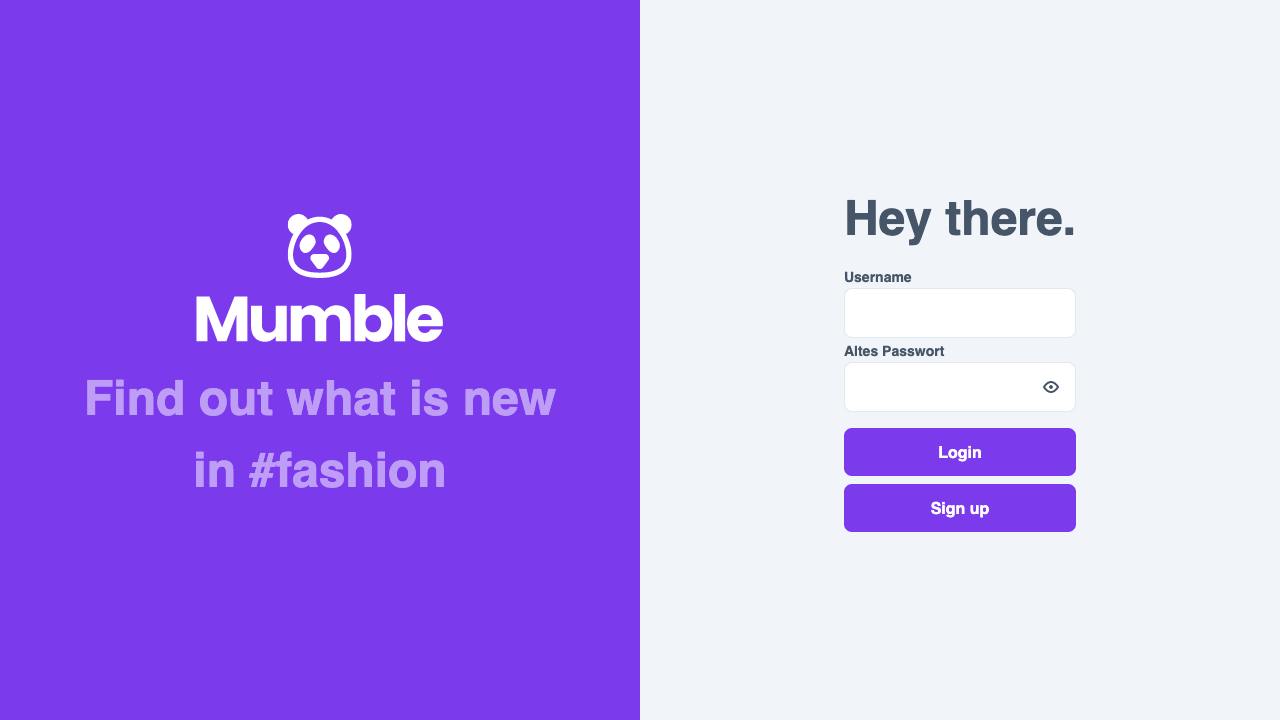 Mumble
Find out what is new
in #fashion
Hey there.
Username
Altes Passwort
Login
Sign up